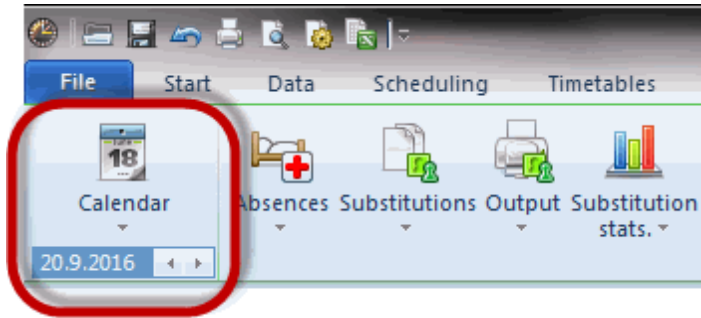 File Start Data Scheduling Timetables
18
Calendar Absences Substitutions Output Substitution
stats.
20.9.2016